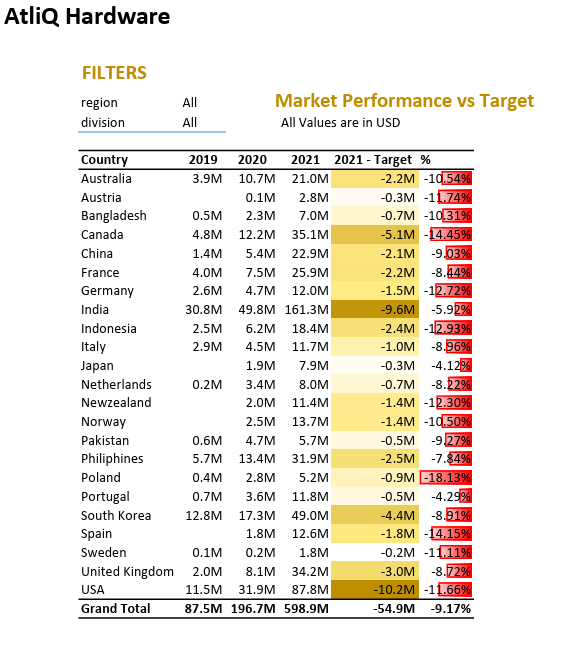 AtliQ Hardware
FILTERS
region All Market Performance vs Target
division All All Values are in USD
Country 2019 2020 2021 2021 - Target %
Australia 3.9M 10.7M 21.0M -2.2M -10.54%
Austria 0.1M 2.8M -0.3M -11.74%
Bangladesh 0.5M 2.3M 7.0M -0.7M -10.31%
Canada 4.8M 12.2M 35.1M -5.1M -14.45%
China 1.4M 5.4M 22.9M -2.1M -9.03%
France 4.0M 7.5M 25.9M -2.2M -8.44%
Germany 2.6M 4.7M 12.0M -1.5M -12.72%
India 30.8M 49.8M 161.3M -9.6M -5.92%
Indonesia 2.5M 6.2M 18.4M -2.4M -12.93%
Italy 2.9M 4.5M 11.7M -1.0M -8.96%
Japan 1.9M 7.9M -0.3M -4.12%
Netherlands 0.2M 3.4M 8.0M -0.7M -8.22%
Newzealand 2.0M 11.4M -1.4M -12.30%
Norway 2.5M 13.7M -1.4M -10.50%
Pakistan 0.6M 4.7M 5.7M -0.5M -9.27%
Philiphines 5.7M 13.4M 31.9M -2.5M -7.84%
Poland 0.4M 2.8M 5.2M -0.9M -18.13%
Portugal 0.7M 3.6M 11.8M -0.5M -4.29%
South Korea 12.8M 17.3M 49.0M -4.4M -8.91%
Spain 1.8M 12.6M -1.8M -14.15%
Sweden 0.1M 0.2M 1.8M -0.2M -11.11%
United Kingdom 2.0M 8.1M 34.2M -3.0M -8.72%
USA 11.5M 31.9M 87.8M -10.2M -11.66%
Grand Total 87.5M 196.7M 598.9M -54.9M -9.17%